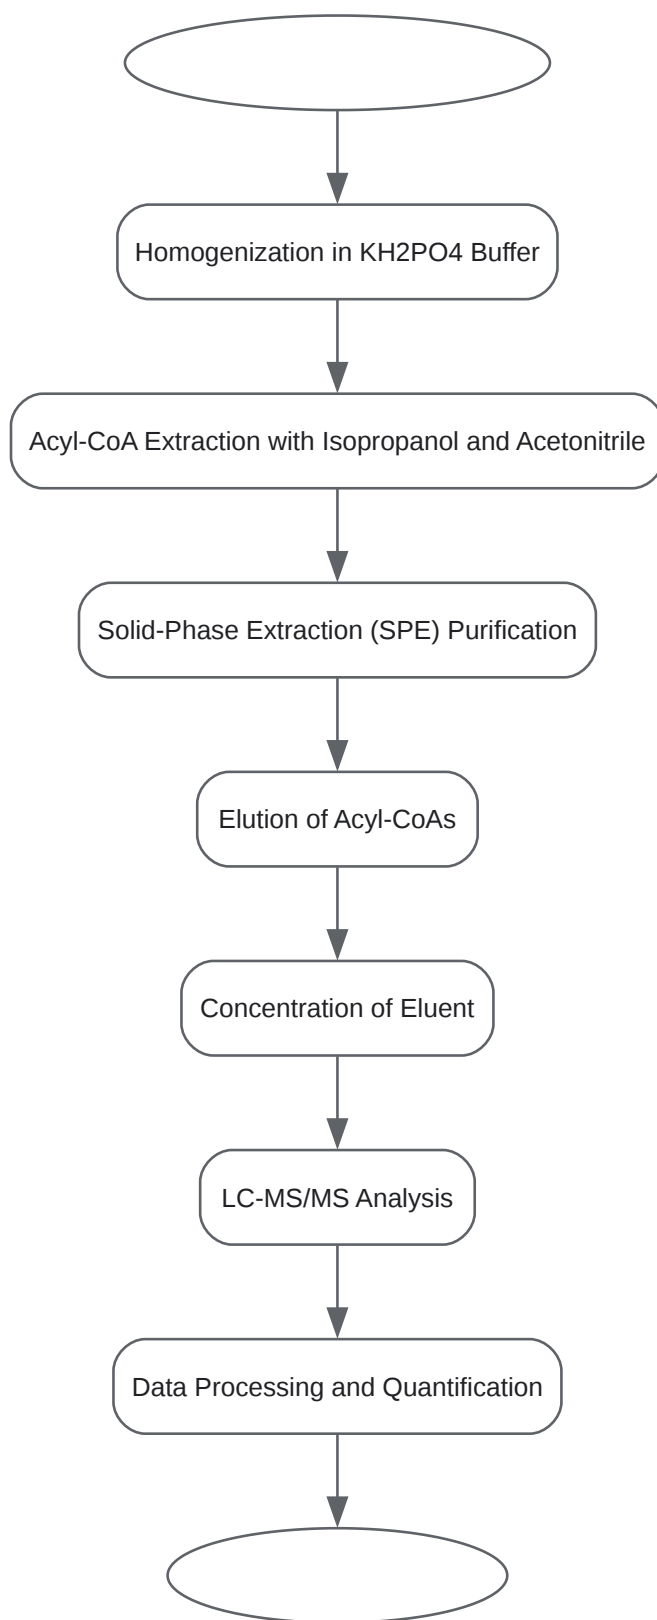 Homogenization in KH2PO4 Buffer
Acyl-CoA Extraction with Isopropanol and Acetonitrile
Solid-Phase Extraction (SPE) Purification
Elution of Acyl-CoAs
Concentration of Eluent
LC-MS/MS Analysis
Data Processing and Quantification